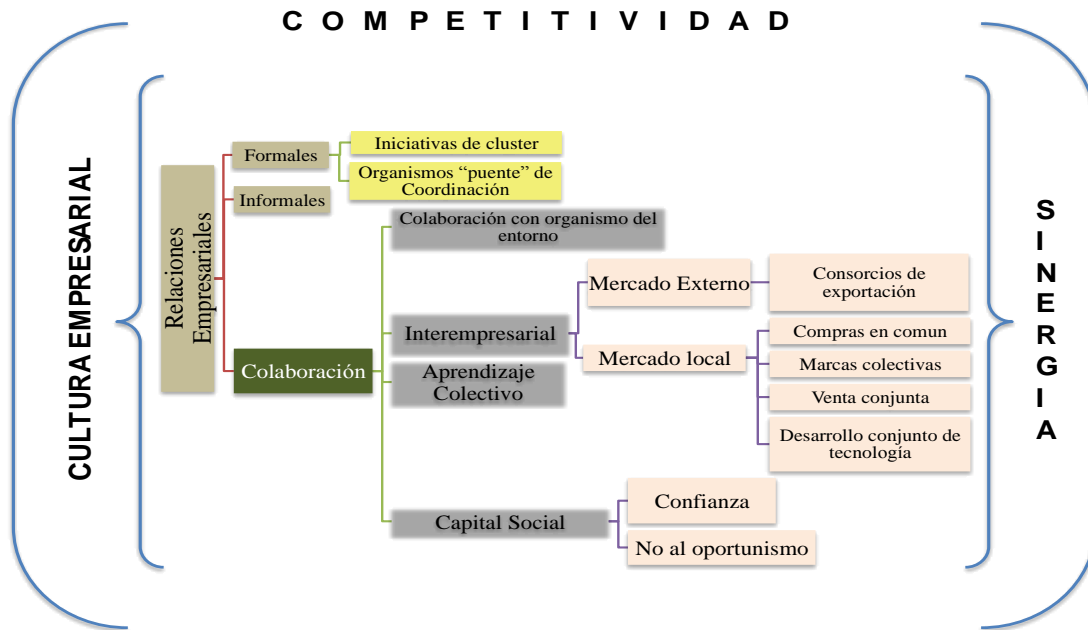 COMPETITIVIDAD
CULTURA EMPRESARIAL
Relaciones
Empresariales
Formales
Iniciativas de cluster
Organismos “puente” de
Coordinación
Informales
Colaboración
Colaboración con organismo del
entorno
Interempresarial
Mercado Externo
Consorcios de
exportación
Mercado local
Compras en comun
Marcas colectivas
Venta conjunta
Desarrollo conjunto de
tecnología
Aprendizaje
Colectivo
Capital Social
Confianza
No al oportunismo
SINERGIA